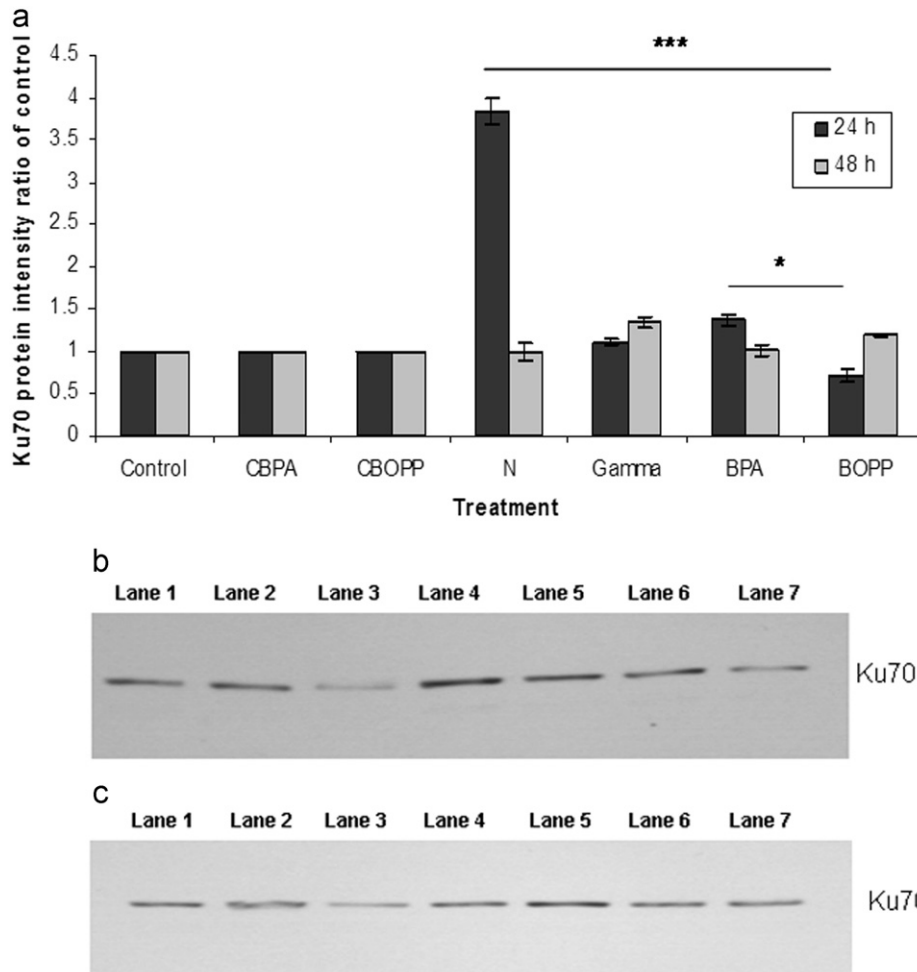 a
***
4.5
4
3.5
3
2.5
2
1.5
1
0.5
0
Ku70 protein intensity ratio of control
24 h
48 h
*
Control CBPA CBOPP N Gamma BPA BOPP
Treatment
b
Lane 1 Lane 2 Lane 3 Lane 4 Lane 5 Lane 6 Lane 7
Ku70
c
Lane 1 Lane 2 Lane 3 Lane 4 Lane 5 Lane 6 Lane 7